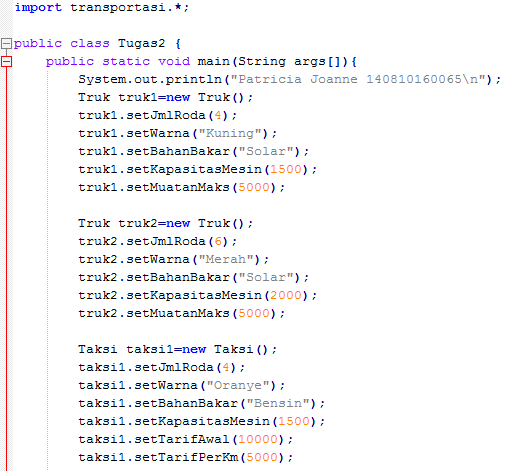 import transportasi.*;
public class Tugas2 {
public static void main(String args[]){
System.out.println("Patricia Joanne 140810160065\n");
Truk truk1=new Truk();
truk1.setJmlRoda(4);
truk1.setWarna("Kuning");
truk1.setBahanBakar("Solar");
truk1.setKapasitasMesin(1500);
truk1.setMuatanMaks(5000);
Truk truk2=new Truk();
truk2.setJmlRoda(6);
truk2.setWarna("Merah");
truk2.setBahanBakar("Solar");
truk2.setKapasitasMesin(2000);
truk2.setMuatanMaks(5000);
Taksi taksi1=new Taksi();
taksi1.setJmlRoda(4);
taksi1.setWarna("Oranye");
taksi1.setBahanBakar("Bensin");
taksi1.setKapasitasMesin(1500);
taksi1.setTarifAwal(10000);
taksi1.setTarifPerKm(5000);